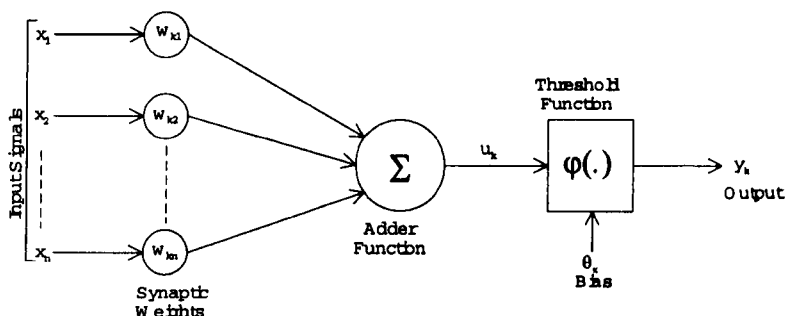 Input Signals
x₁
x₂
xₙ
wₖ₁
wₖ₂
wₖₙ
Synaptic
Weights
Σ
Adder
Function
uₖ
Threshold
Function
φ(.)
θₖ
Bias
yₖ
Output